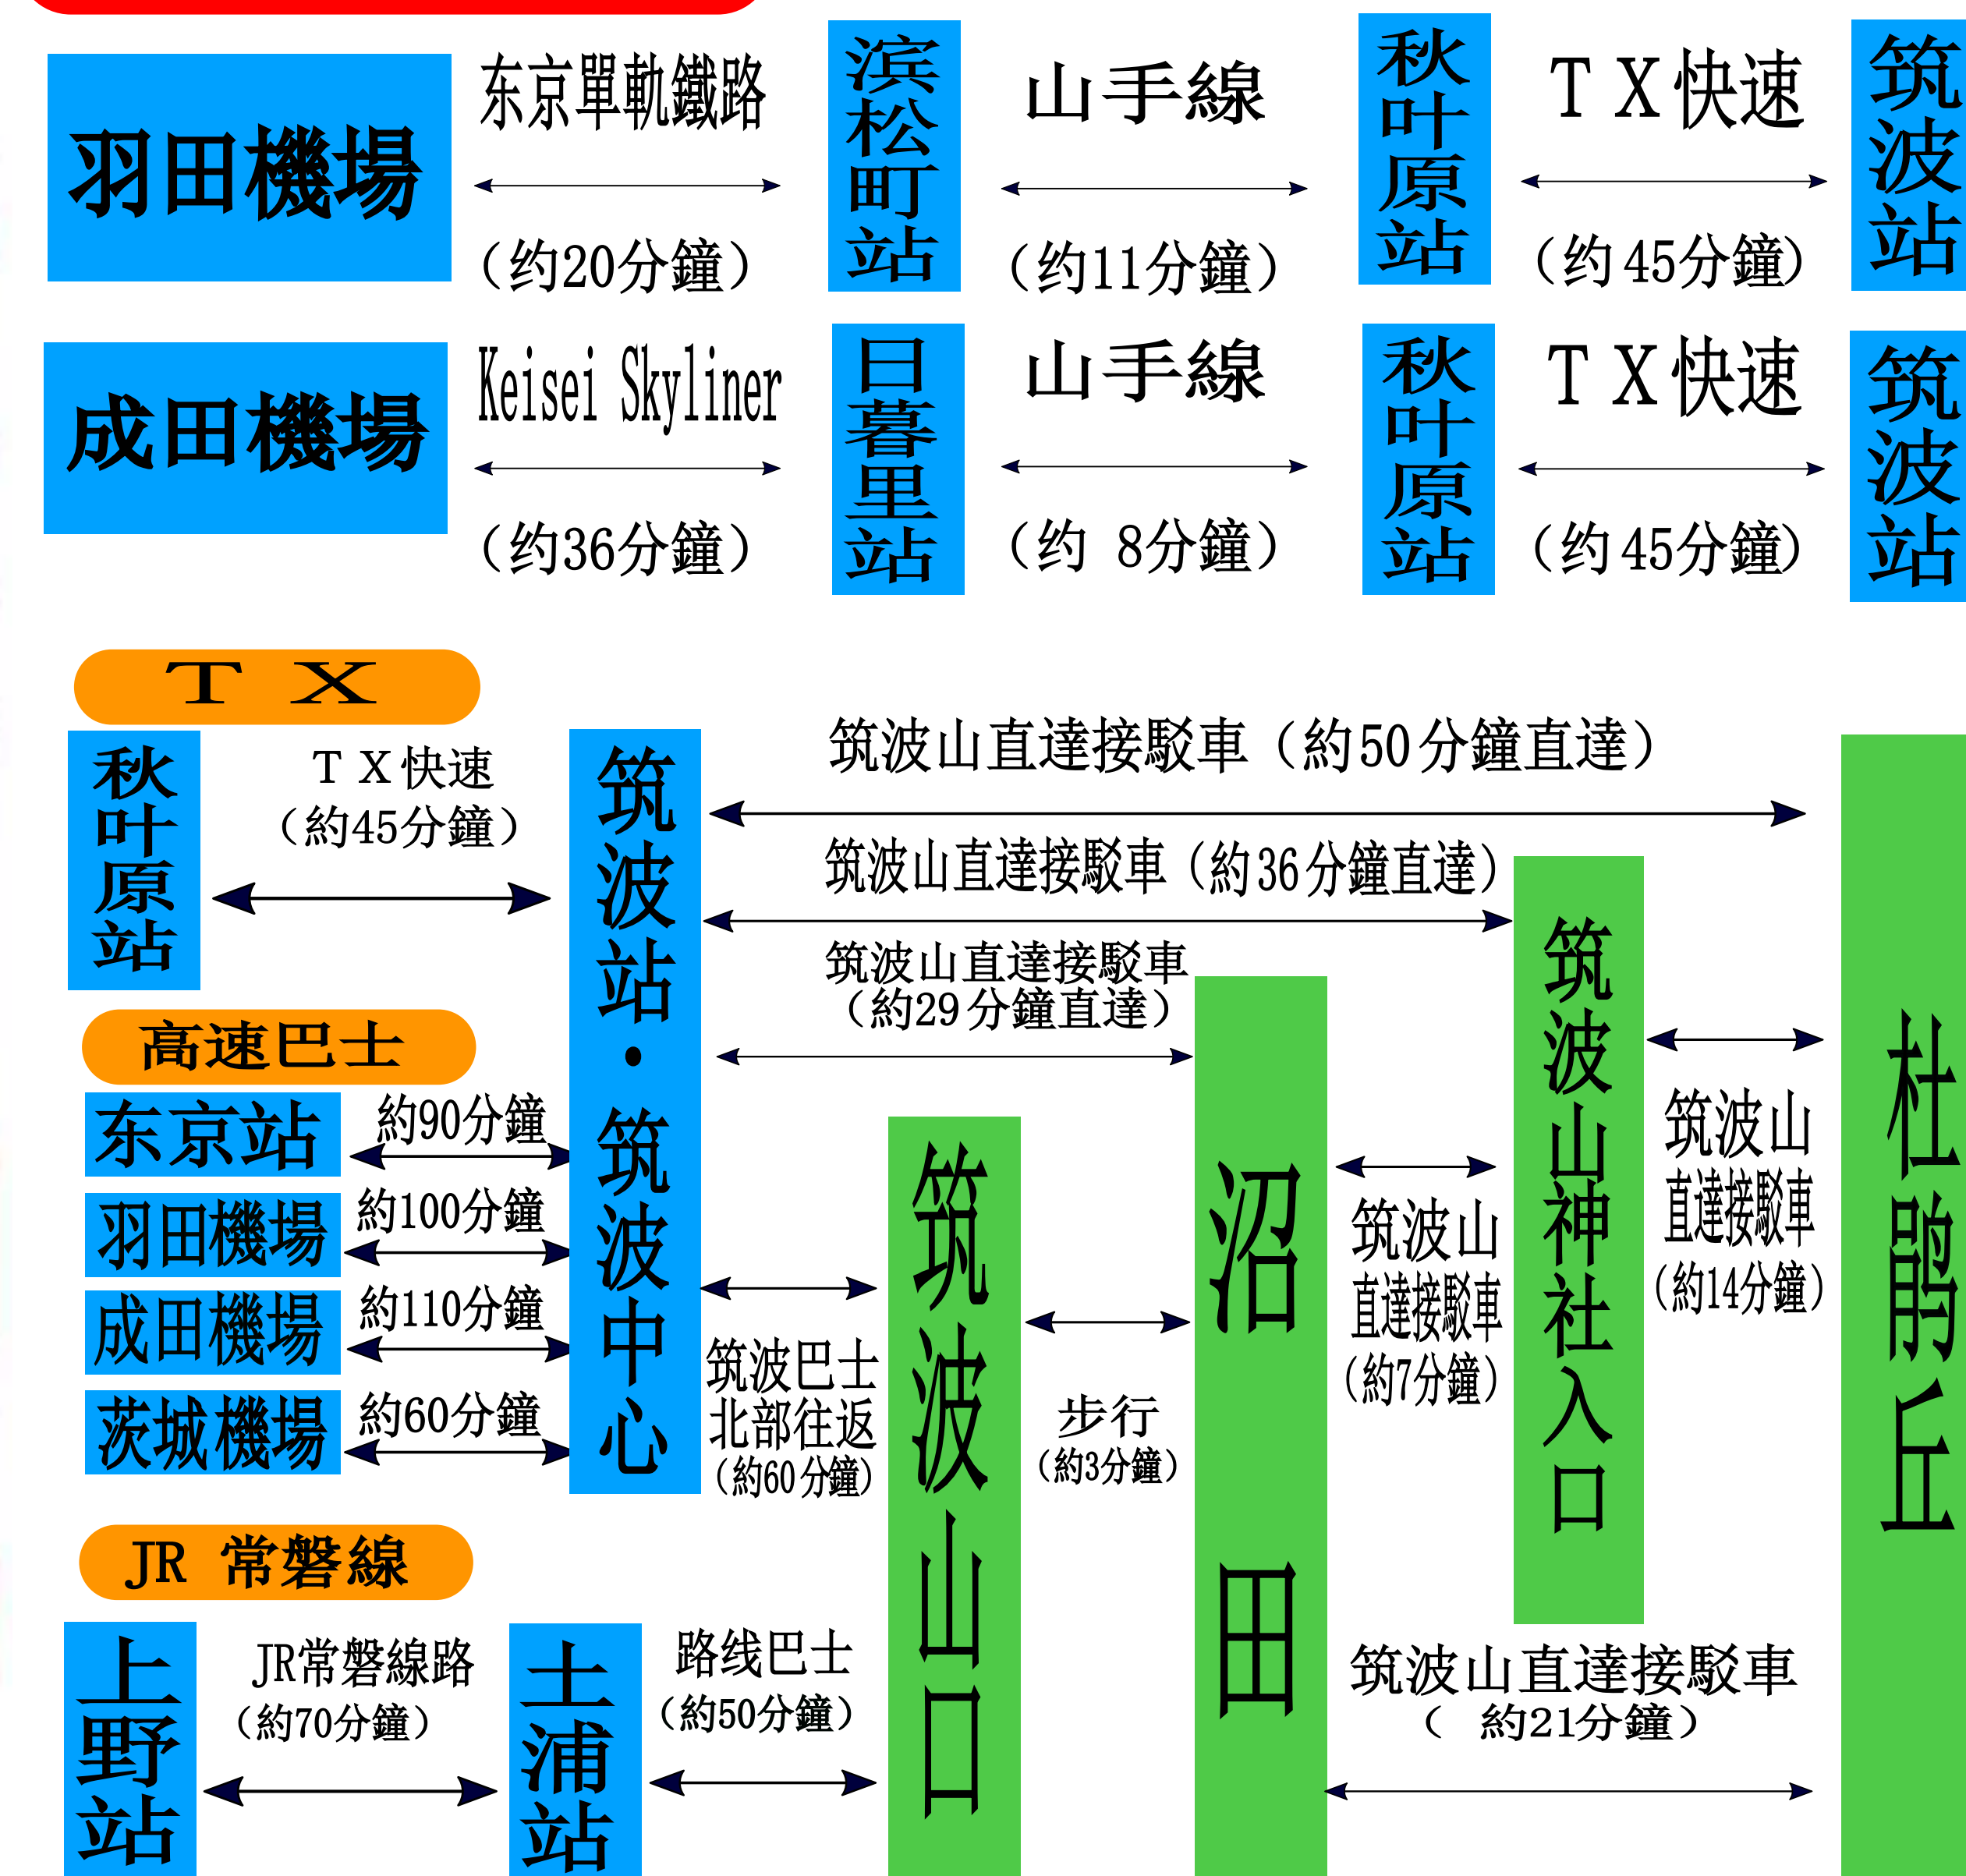 羽田機場
东京單軌鐵路
（约20分鐘）
滨松町站
山手線
（约11分鐘）
秋叶原站
ＴＸ快速
（约45分鐘）
筑波站
成田機場
Keisei Skyliner
（约36分鐘）
日暮里站
山手線
（约 8分鐘）
秋叶原站
ＴＸ快速
（约45分鐘）
筑波站
ＴＸ
秋叶原站
ＴＸ快速
（約45分鐘）
筑波站・筑波中心
筑波山直達接駁車（約50分鐘直達）
筑波山直達接駁車（約36分鐘直達）
筑波山直達接駁車
（約29分鐘直達）
高速巴士
东京站
約90分鐘
羽田機場
約100分鐘
成田機場
約110分鐘
茨城機場
約60分鐘
筑波巴士
北部往返
（約60分鐘）
筑波山口
步行
（約3分鐘）
沼田
筑波山
直達接駁車
（約7分鐘）
筑波山神社入口
筑波山
直達接駁車
（約14分鐘）
杜鹃丘
JR 常磐線
上野站
JR常磐線路
（約70分鐘）
土浦站
路线巴士
（約50分鐘）
筑波山直達接駁車
（ 約21分鐘）